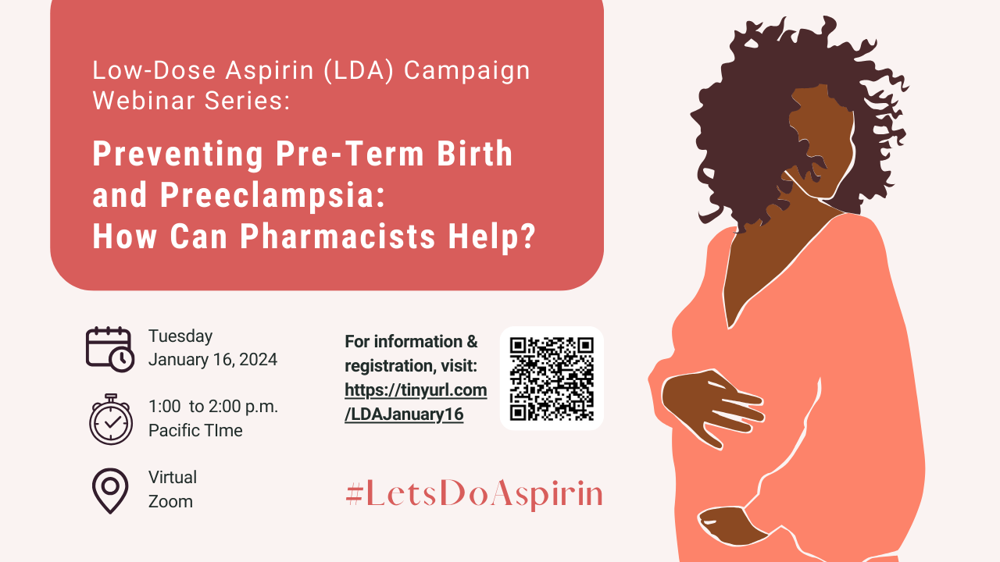 Low-Dose Aspirin (LDA) Campaign
Webinar Series:
Preventing Pre-Term Birth
and Preeclampsia:
How Can Pharmacists Help?
Tuesday
January 16, 2024
1:00  to 2:00 p.m.
Pacific TIme
Virtual
Zoom
For information &
registration, visit:
https://tinyurl.com
/LDAJanuary16
#LetsDoAspirin